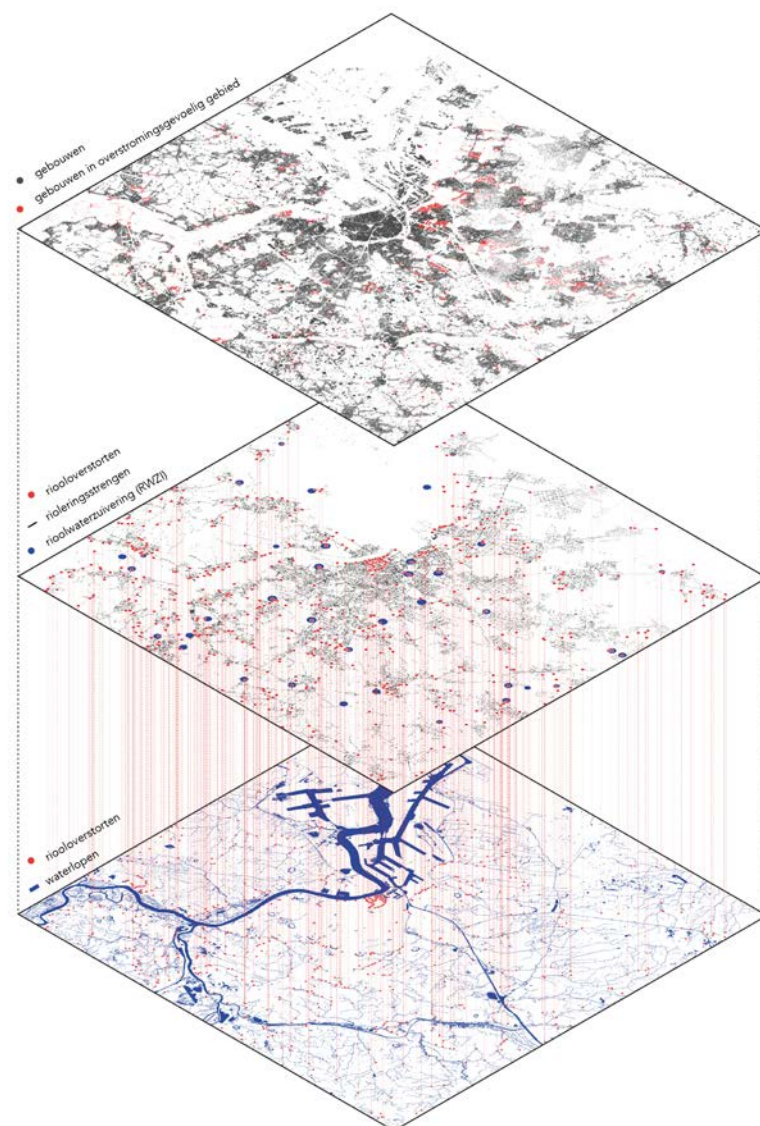 gebouwen
gebouwen in overstromingsgevoelig gebied
riooloverstorten
rioleringsstrengen
rioolwaterzuivering (RWZI)
riooloverstorten
waterlopen